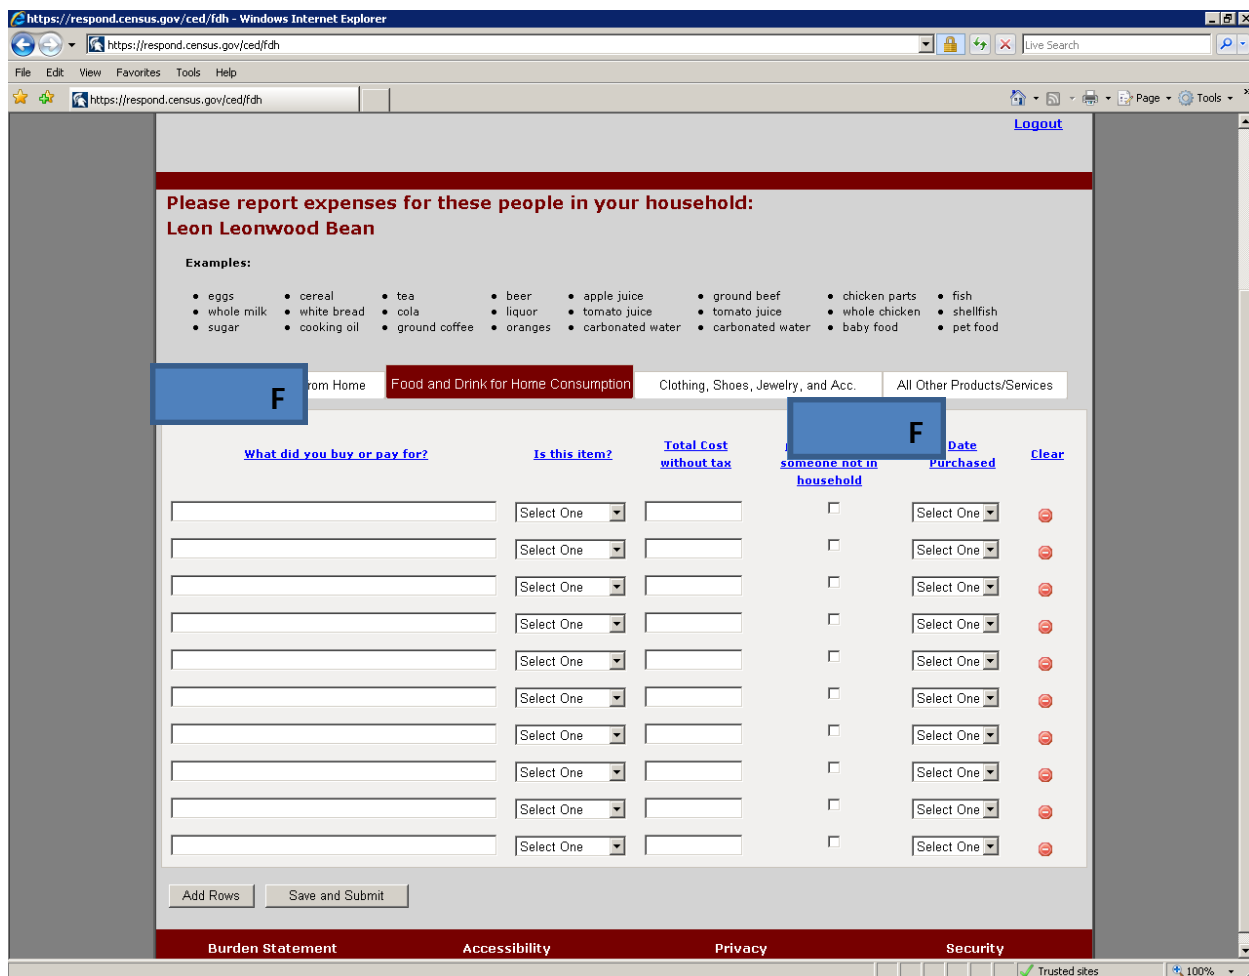 https://respond.census.gov/ced/fdh - Windows Internet Explorer
https://respond.census.gov/ced/fdh
Live Search
File Edit View Favorites Tools Help
https://respond.census.gov/ced/fdh
Page Tools »
Logout
Please report expenses for these people in your household:
Leon Leonwood Bean
Examples:
• eggs • cereal • tea • beer • apple juice • ground beef • chicken parts • fish
• whole milk • white bread • cola • liquor • tomato juice • tomato juice • whole chicken • shellfish
• sugar • cooking oil • ground coffee • oranges • carbonated water • carbonated water • baby food • pet food
F rom Home Food and Drink for Home Consumption Clothing, Shoes, Jewelry, and Acc. All Other Products/Services
F
What did you buy or pay for? Is this item? Total Cost without tax someone not in household Date Purchased Clear
Select One Select One
Select One Select One
Select One Select One
Select One Select One
Select One Select One
Select One Select One
Select One Select One
Select One Select One
Select One Select One
Select One Select One
Add Rows Save and Submit
Burden Statement Accessibility Privacy Security
Trusted sites 100%